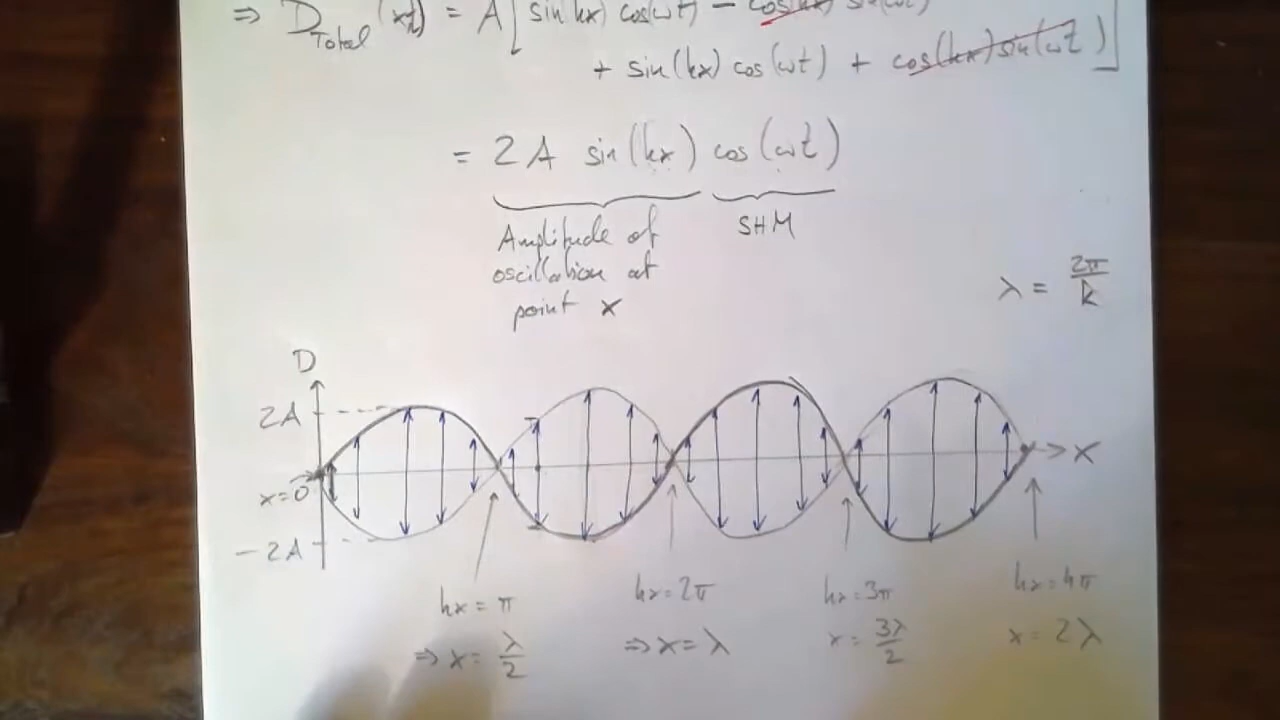 ⇒ D_Total (x,t) = A[ sin(kx) cos(ωt) − cos(kx) sin(ωt)
+ sin(kx) cos(ωt) + cos(kx) sin(ωt) ]
= 2A sin(kx) cos(ωt)
Amplitude of
oscillation at
point x
SHM
λ = 2π/k
D
2A
x=0
−2A
x
kx = π
⇒ x = λ/2
kx = 2π
⇒ x = λ
kx = 3π
x = 3λ/2
kx = 4π
x = 2λ